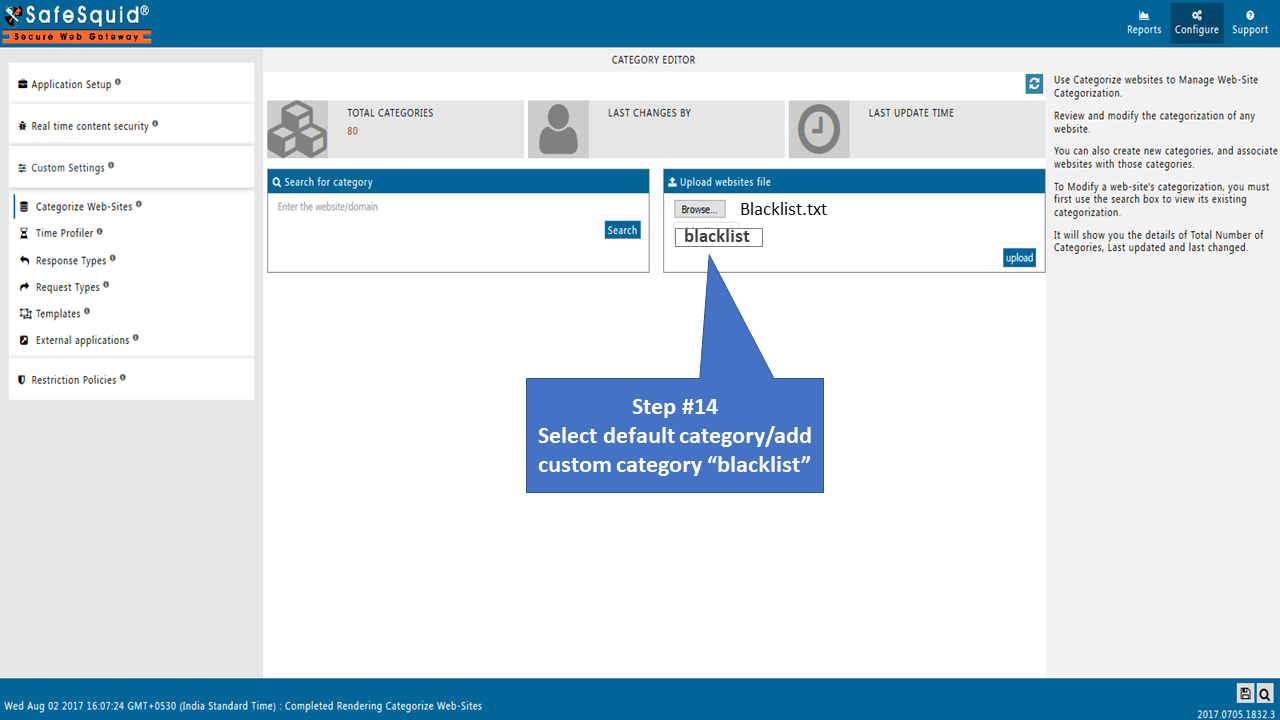 SafeSquid®
Secure Web Gateway
Reports
Configure
Support
Application Setup
Real time content security
Custom Settings
Categorize Web-Sites
Time Profiler
Response Types
Request Types
Templates
External applications
Restriction Policies
CATEGORY EDITOR
TOTAL CATEGORIES
80
LAST CHANGES BY
LAST UPDATE TIME
Search for category
Enter the website/domain
Search
Upload websites file
Browse... Blacklist.txt
blacklist
upload
Step #14
Select default category/add
custom category “blacklist”
Use Categorize websites to Manage Web-Site
Categorization.
Review and modify the categorization of any
website.
You can also create new categories, and associate
websites with those categories.
To Modify a web-site's categorization, you must
first use the search box to view its existing
categorization.
It will show you the details of Total Number of
Categories, Last updated and last changed.
Wed Aug 02 2017 16:07:24 GMT+0530 (India Standard Time) : Completed Rendering Categorize Web-Sites
2017.0705.1832.3